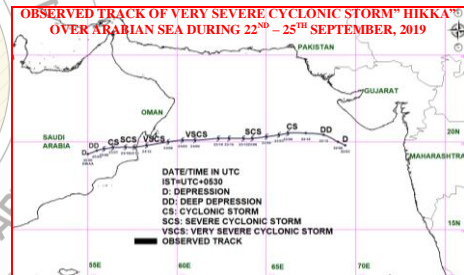 OBSERVED TRACK OF VERY SEVERE CYCLONIC STORM" HIKKA"
OVER ARABIAN SEA DURING 22ND – 25TH SEPTEMBER, 2019
PAKISTAN
GUJARAT
OMAN
SAUDI
ARABIA
D DD CS SCS VSCS VSCS SCS CS DD D
20N
MAHARASHTRA
DATE/TIME IN UTC
IST=UTC+0530
D: DEPRESSION
DD: DEEP DEPRESSION
CS: CYCLONIC STORM
SCS: SEVERE CYCLONIC STORM
VSCS: VERY SEVERE CYCLONIC STORM
OBSERVED TRACK
15N
55E 60E 65E 70E